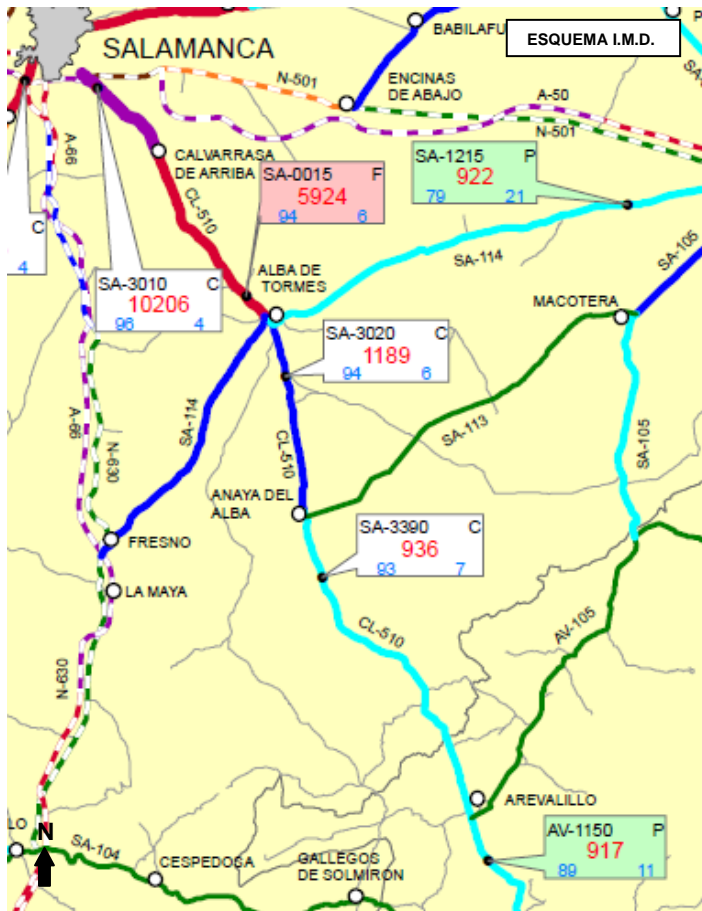 P
BABILAFU
ESQUEMA I.M.D.
SALAMANCA
N-501
ENCINAS
DE ABAJO
A-50
N-501
SA-
A-66
CALVARRASA
DE ARRIBA
SA-0015 F
5924
94 6
SA-1215 P
922
79 21
CL-510
C
4
SA-114
SA-105
SA-3010 C
10206
96 4
ALBA DE
TORMES
MACOTERA
SA-3020 C
1189
94 6
SA-114
A-66
N-630
CL-510
SA-113
SA-105
ANAYA DEL
ALBA
SA-3390 C
936
93 7
FRESNO
LA MAYA
CL-510
AV-105
N-630
AREVALILLO
LO
N
SA-104
CESPEDOSA
GALLEGOS
DE SOLMIRON
AV-1150 P
917
89 11